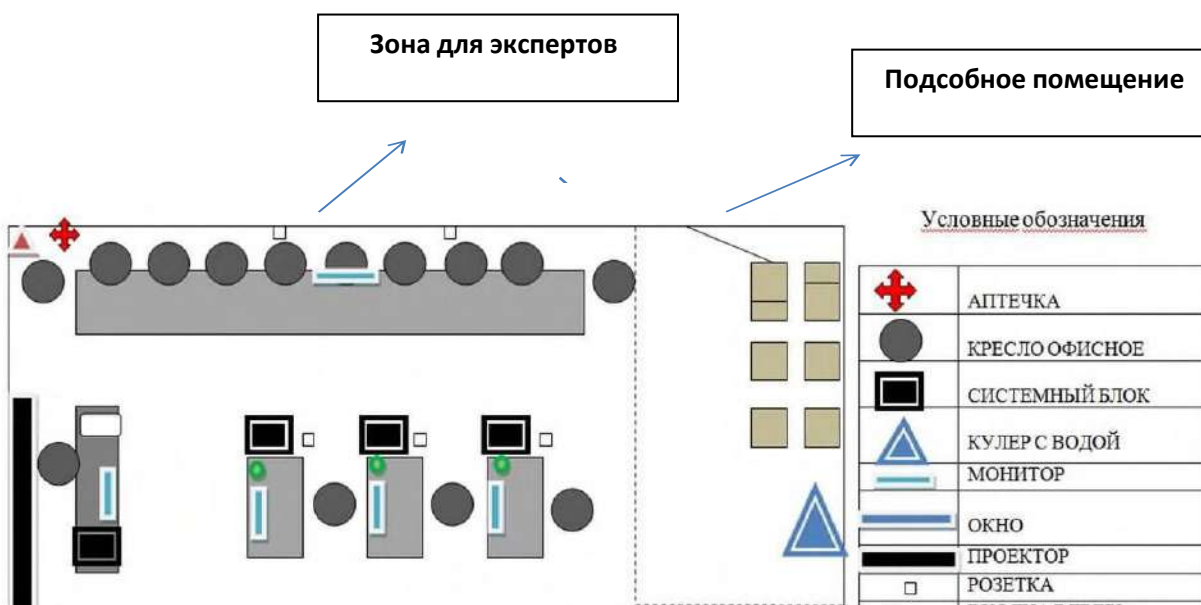 Зона для экспертов
Подсобное помещение
Условные обозначения
АПТЕЧКА
КРЕСЛО ОФИСНОЕ
СИСТЕМНЫЙ БЛОК
КУЛЕР С ВОДОЙ
МОНИТОР
ОКНО
ПРОЕКТОР
РОЗЕТКА